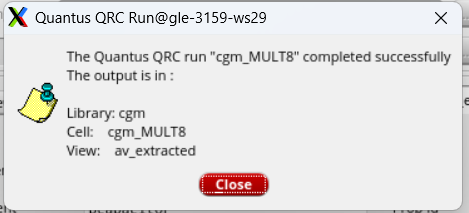 Quantus QRC Run@gle-3159-ws29
The Quantus QRC run "cgm_MULT8" completed successfully
The output is in :
Library: cgm
Cell: cgm_MULT8
View: av_extracted
Close